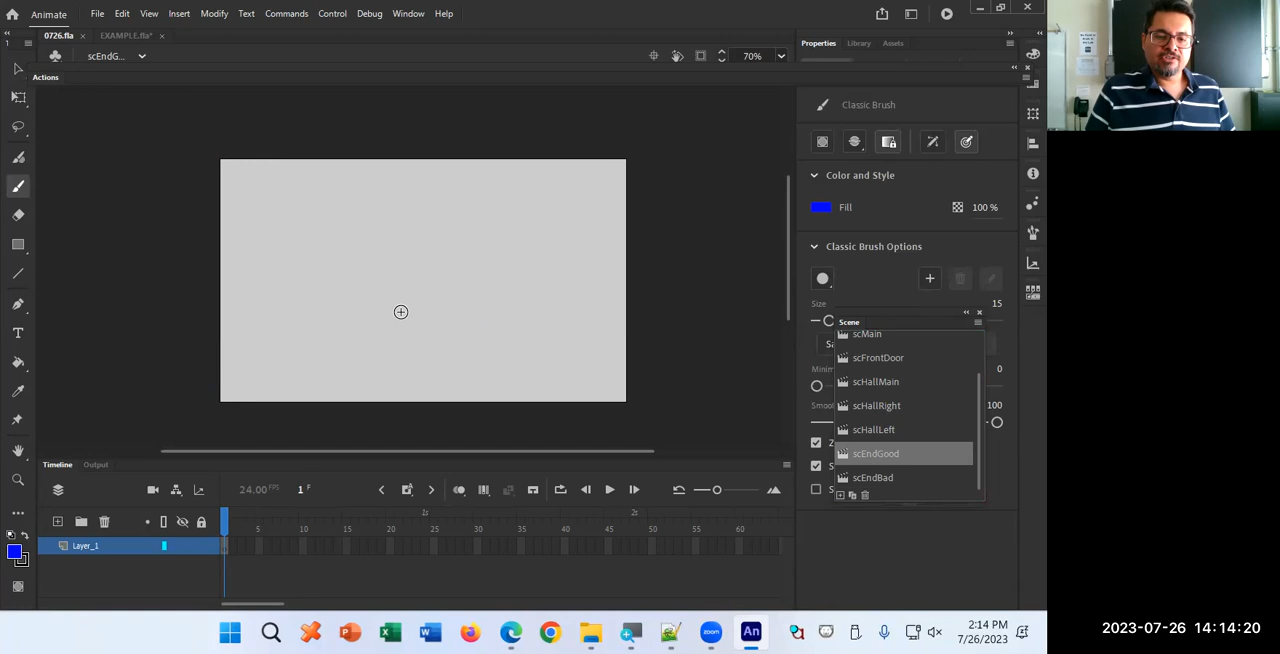 Animate File Edit View Insert Modify Text Commands Control Debug Window Help
0726.fla × EXAMPLE.fla* ×
scEndG... 70% Properties Library Assets
Actions
Classic Brush
Color and Style
Fill 100 %
Classic Brush Options
Size 15
Scene
scMain
scFrontDoor
scHallMain
scHallRight
scHallLeft
scEndGood
scEndBad
0
100
Timeline Output
24.00 FPS 1 F
1s 2s
5 10 15 20 25 30 35 40 45 50 55 60
Layer_1
2:14 PM
7/26/2023
2023-07-26 14:14:20